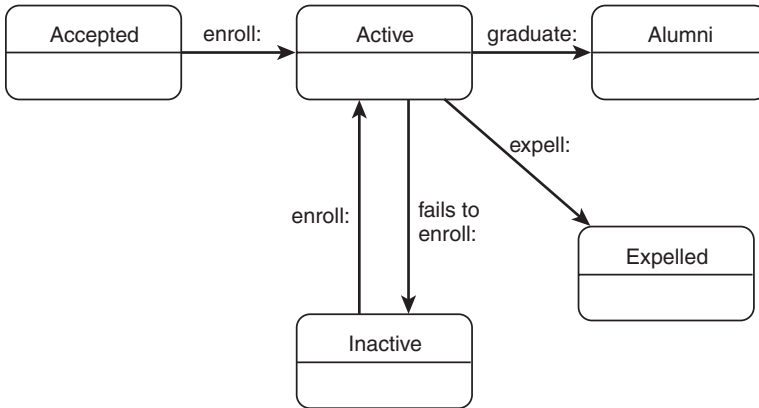 Accepted
enroll:
Active
graduate:
Alumni
expell:
enroll:
fails to
enroll:
Expelled
Inactive